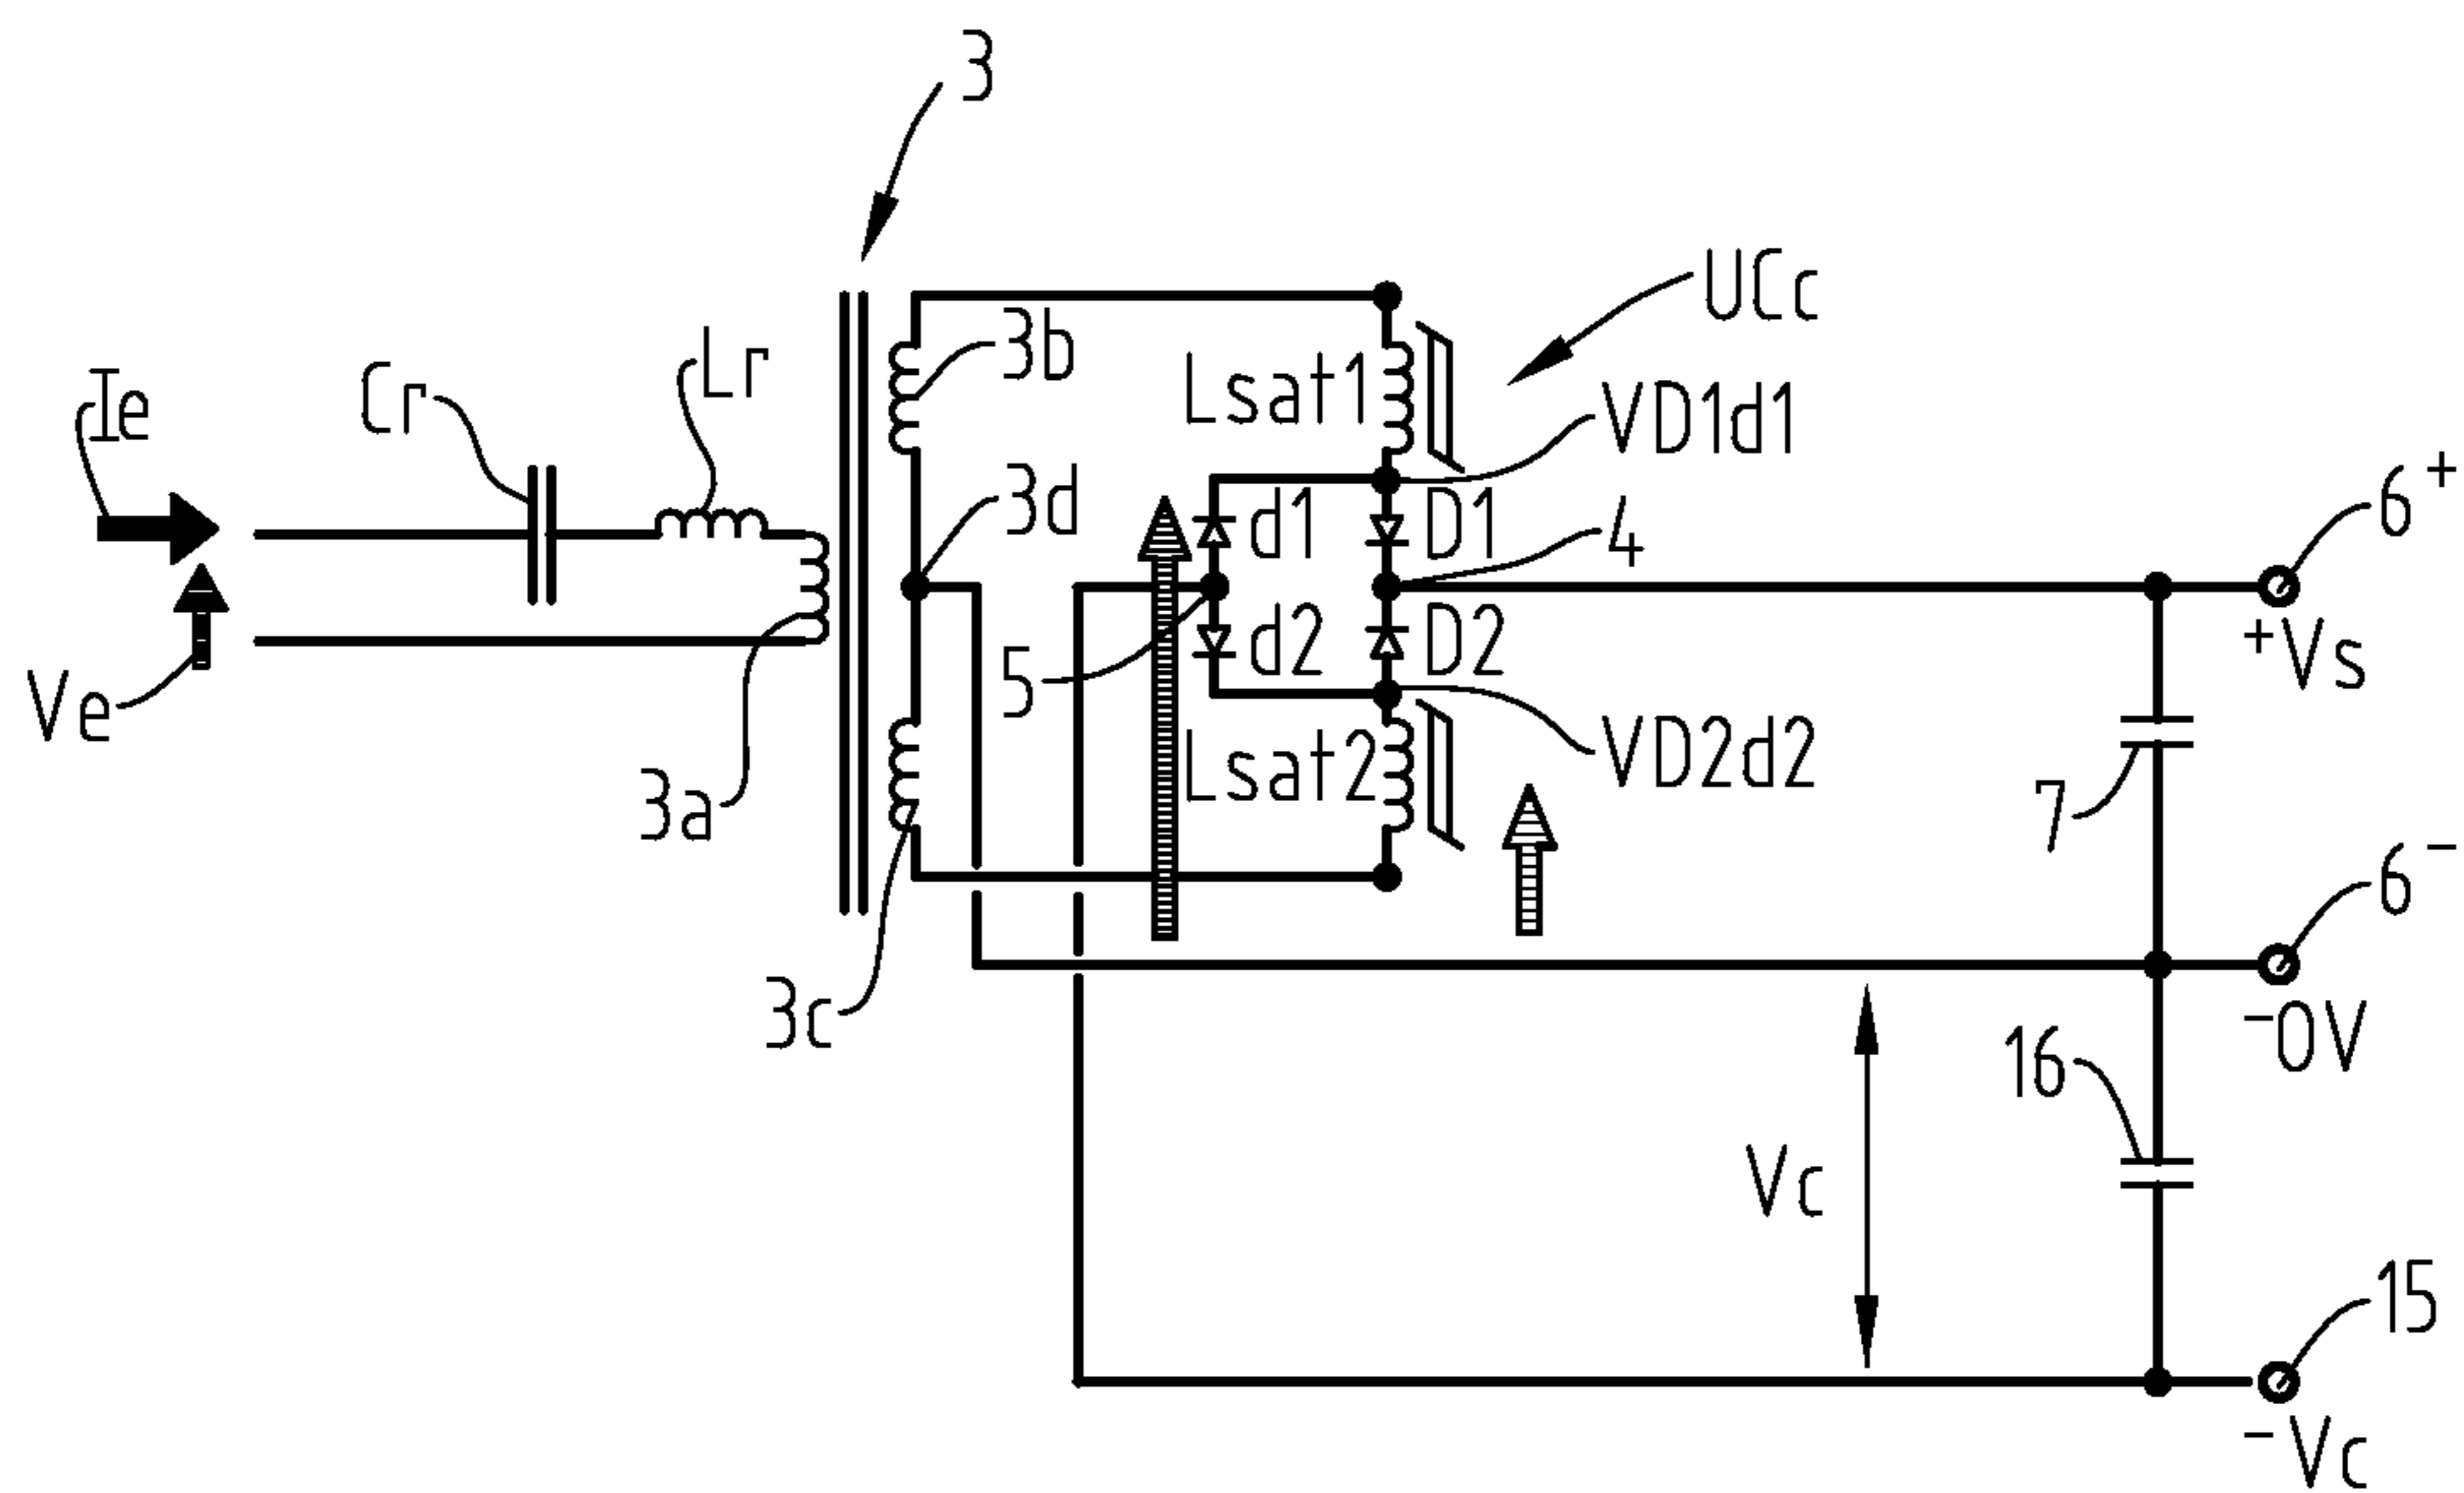 3
UCc
3b
Lr
Lsat1
Ie
Cr
VD1d1
6+
3d
d1
D1
4
5
d2
D2
+Vs
Ve
Lsat2
VD2d2
3a
7
6-
3c
-0V
16
Vc
15
-Vc